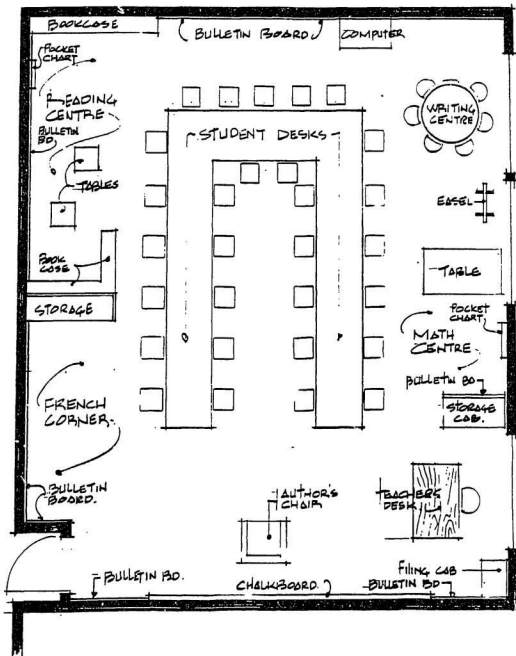 BOOKCASE
BULLETIN BOARD
COMPUTER
POCKET
CHART
READING
CENTRE
BULLETIN
BD.
TABLES
STUDENT DESKS
WRITING
CENTRE
EASEL
BOOK
CASE
TABLE
STORAGE
POCKET
CHART
MATH
CENTRE
BULLETIN BD
STORAGE
CAB.
FRENCH
CORNER
BULLETIN
BOARD.
AUTHOR'S
CHAIR
TEACHERS
DESK
FILING CAB
BULLETIN BD.
CHALKBOARD.
BULLETIN BD